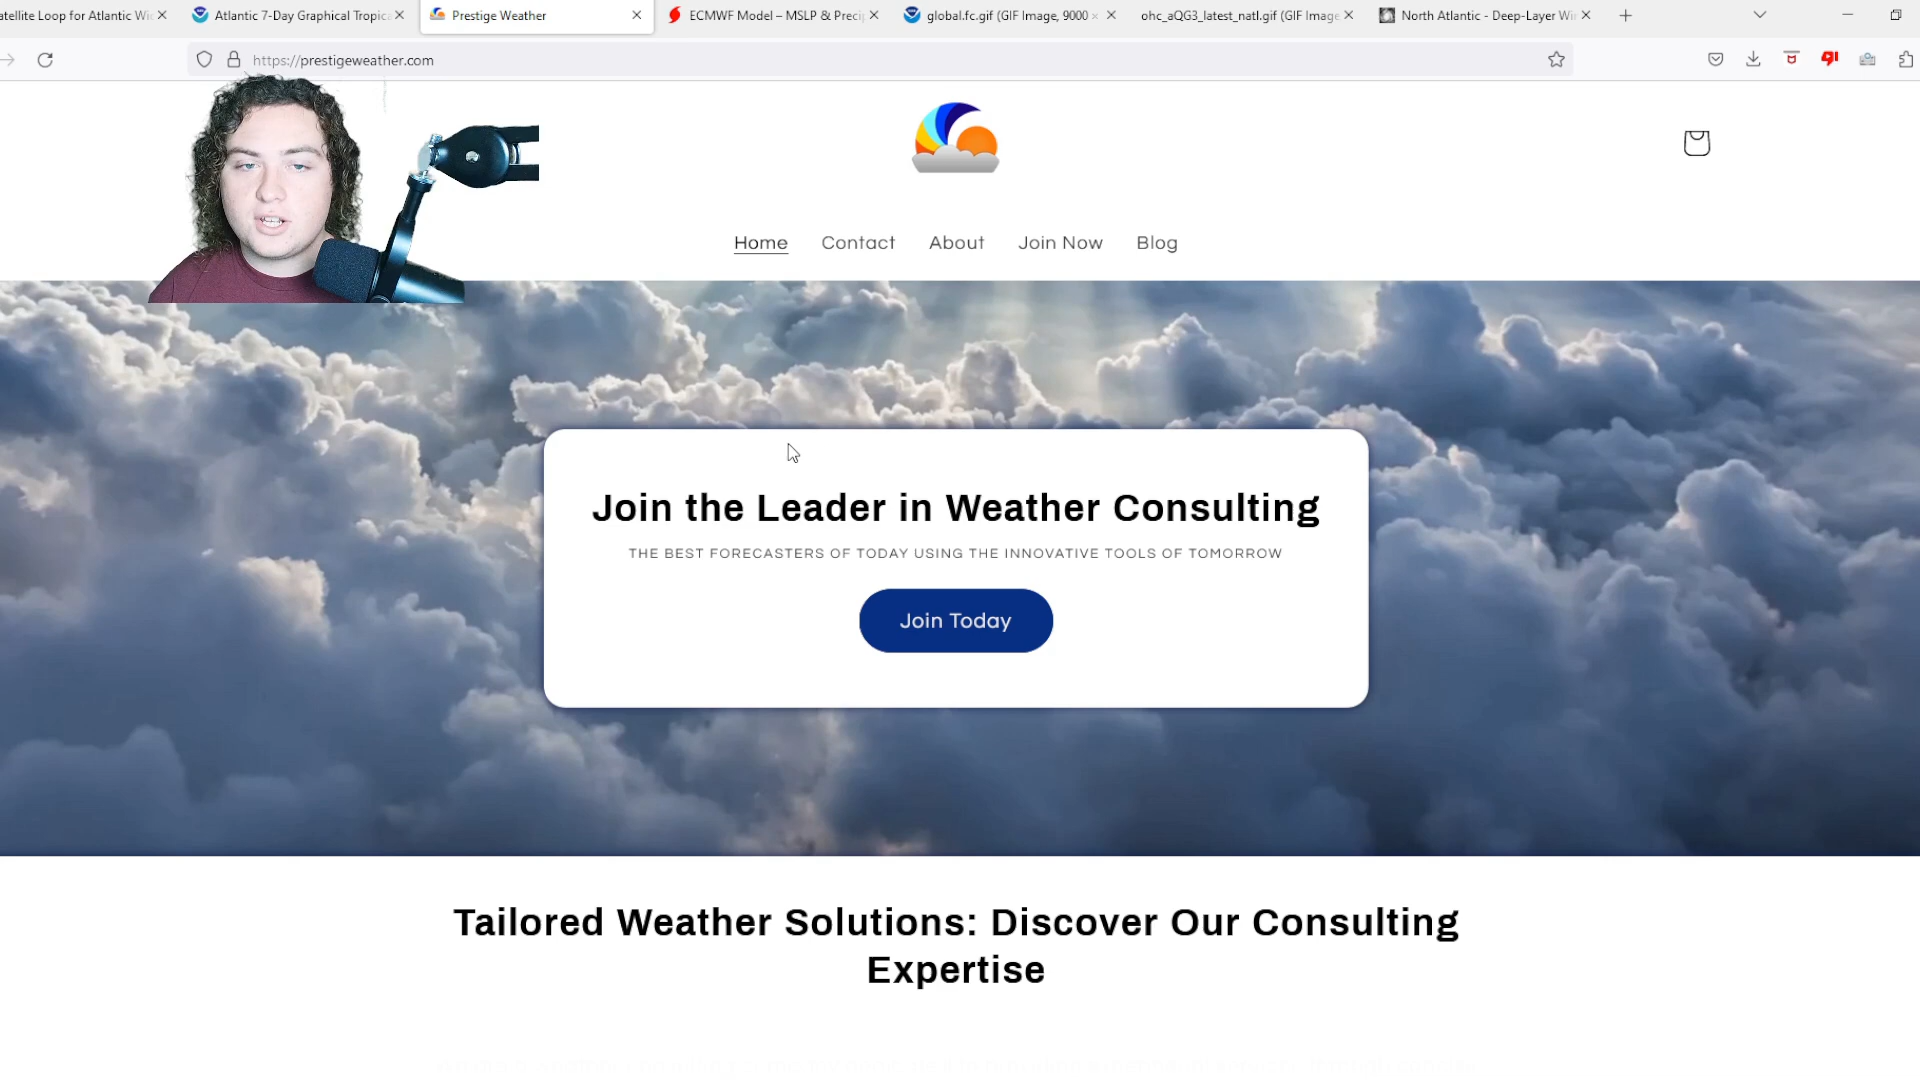 atellite Loop for Atlantic Wi
Atlantic 7-Day Graphical Tropica
Prestige Weather
ECMWF Model – MSLP & Preci
global.fc.gif (GIF Image, 9000 ×
ohc_aQG3_latest_natl.gif (GIF Image
North Atlantic - Deep-Layer Wi
https://prestigeweather.com
Home Contact About Join Now Blog
Join the Leader in Weather Consulting
THE BEST FORECASTERS OF TODAY USING THE INNOVATIVE TOOLS OF TOMORROW
Join Today
Tailored Weather Solutions: Discover Our Consulting
Expertise